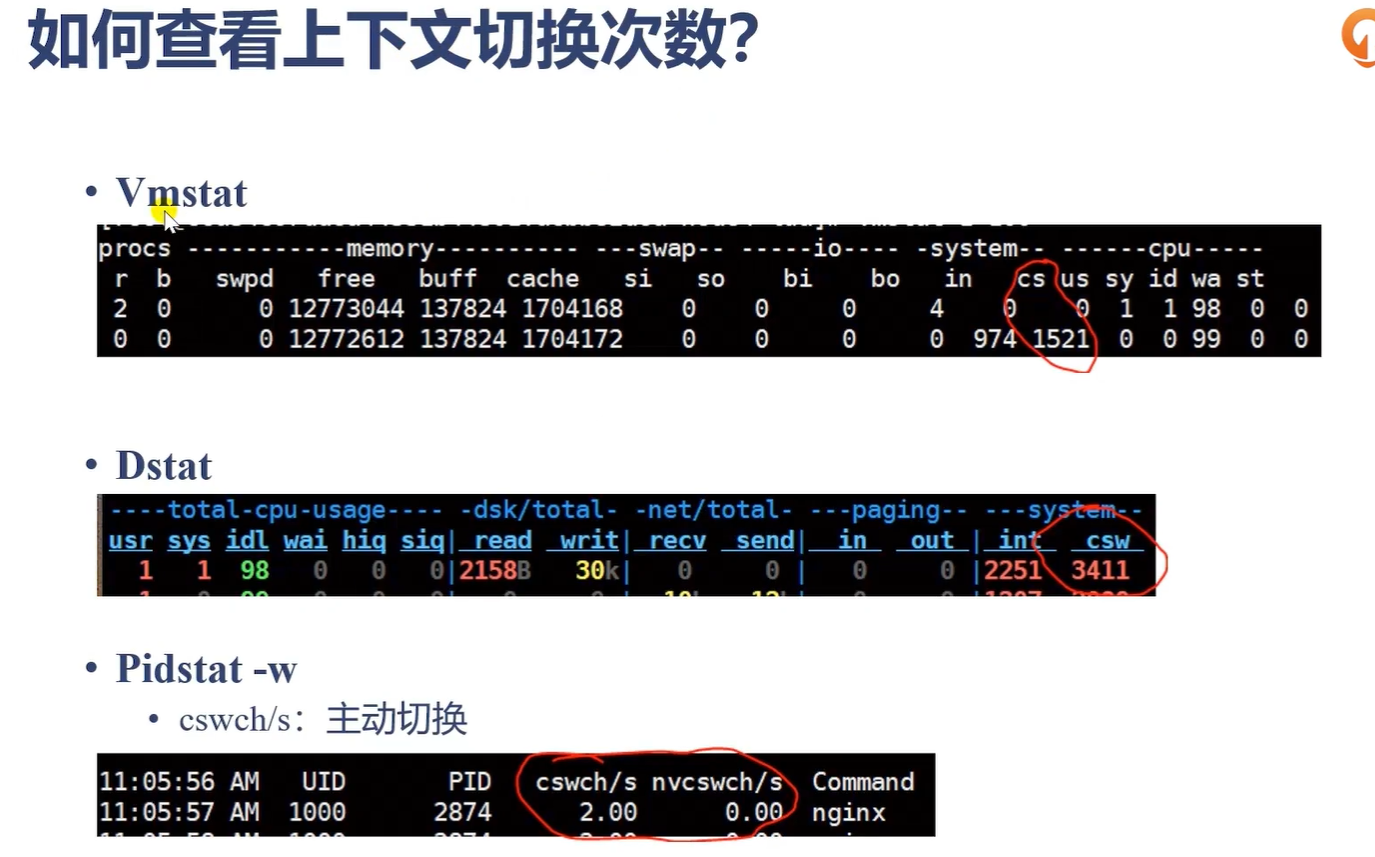 如何查看上下文切换次数?
• Vmstat
procs -----------memory---------- ---swap-- -----io---- -system-- ------cpu-----
r b swpd free buff cache si so bi bo in cs us sy id wa st
2 0 0 12773044 137824 1704168 0 0 0 4 0 0 1 1 98 0 0
0 0 0 12772612 137824 1704172 0 0 0 0 974 1521 0 0 99 0 0
• Dstat
----total-cpu-usage---- -dsk/total- -net/total- ---paging-- ---system--
usr sys idl wai hiq siq| read writ| recv send| in out | int csw
1 1 98 0 0 0|2158B 30k| 0 0 | 0 0 |2251 3411
• Pidstat -w
• cswch/s：主动切换
11:05:56 AM UID PID cswch/s nvcswch/s Command
11:05:57 AM 1000 2874 2.00 0.00 nginx